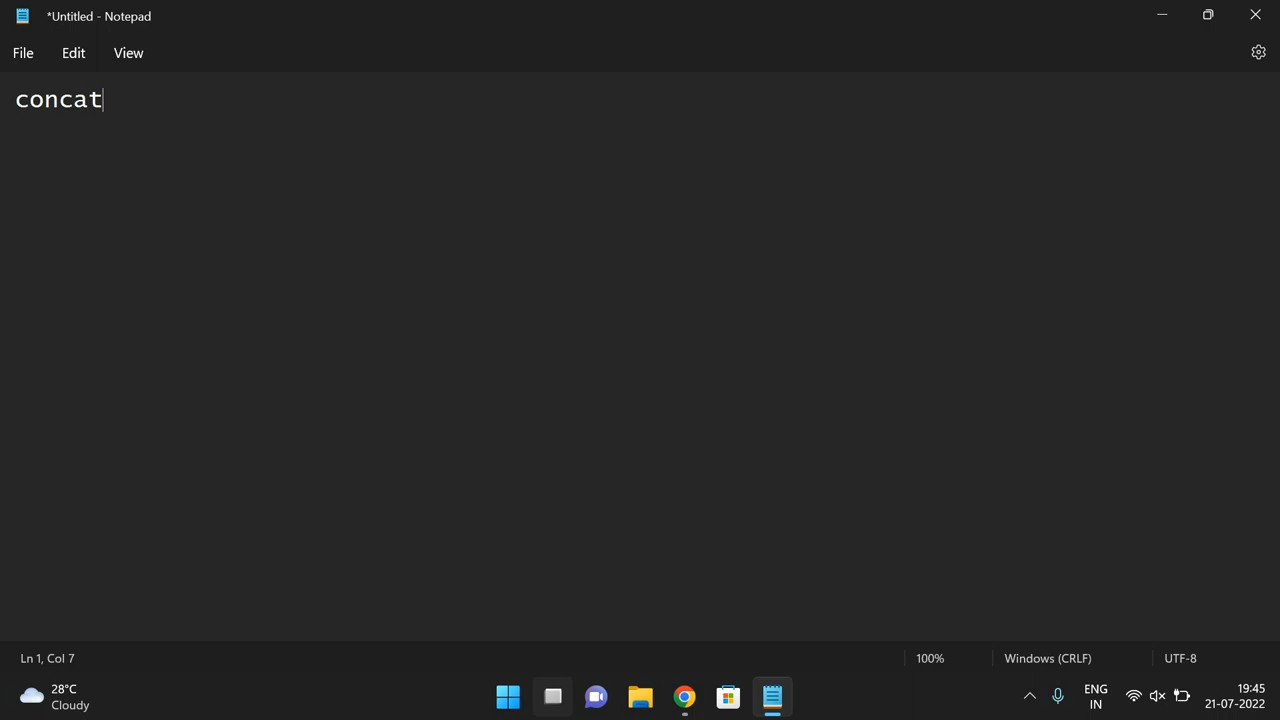 *Untitled - Notepad
File Edit View
concat
Ln 1, Col 7 100% Windows (CRLF) UTF-8
28°C
Cloudy
ENG
IN
19:45
21-07-2022